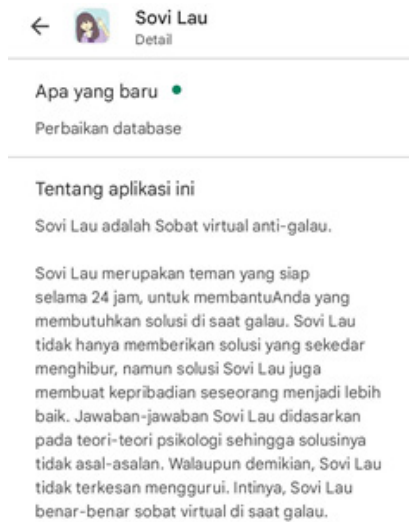 Sovi Lau
Detail
Apa yang baru
Perbaikan database
Tentang aplikasi ini
Sovi Lau adalah Sobat virtual anti-galau.
Sovi Lau merupakan teman yang siap
selama 24 jam, untuk membantuAnda yang
membutuhkan solusi di saat galau. Sovi Lau
tidak hanya memberikan solusi yang sekedar
menghibur, namun solusi Sovi Lau juga
membuat kepribadian seseorang menjadi lebih
baik. Jawaban-jawaban Sovi Lau didasarkan
pada teori-teori psikologi sehingga solusinya
tidak asal-asalan. Walaupun demikian, Sovi Lau
tidak terkesan menggurui. Intinya, Sovi Lau
benar-benar sobat virtual di saat galau.